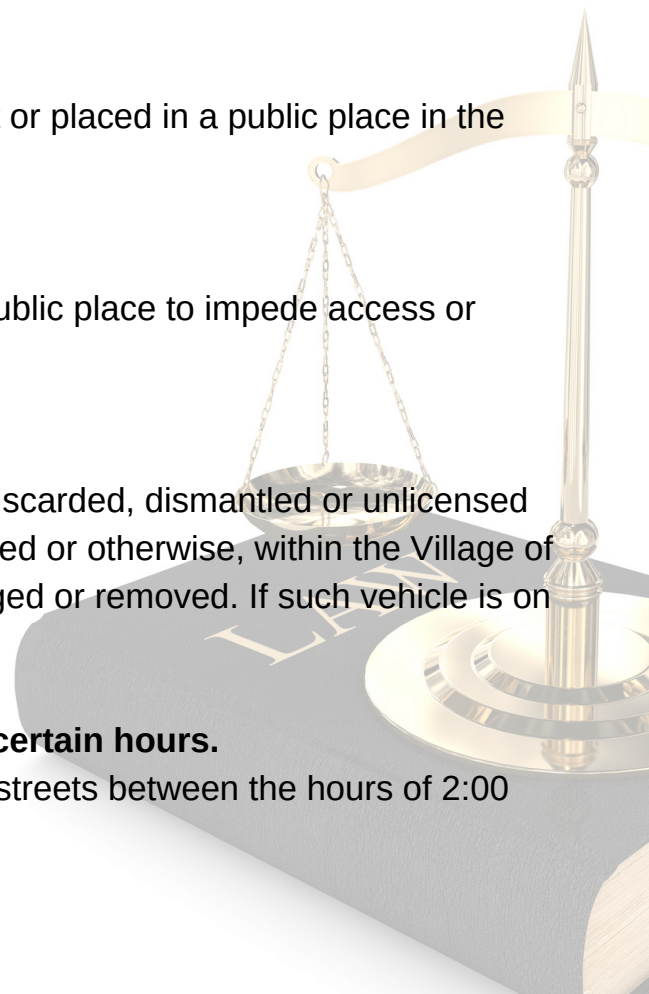 or placed in a public place in the
ublic place to impede access or
scarded, dismantled or unlicensed
ed or otherwise, within the Village of
ged or removed. If such vehicle is on
LAW
certain hours.
streets between the hours of 2:00